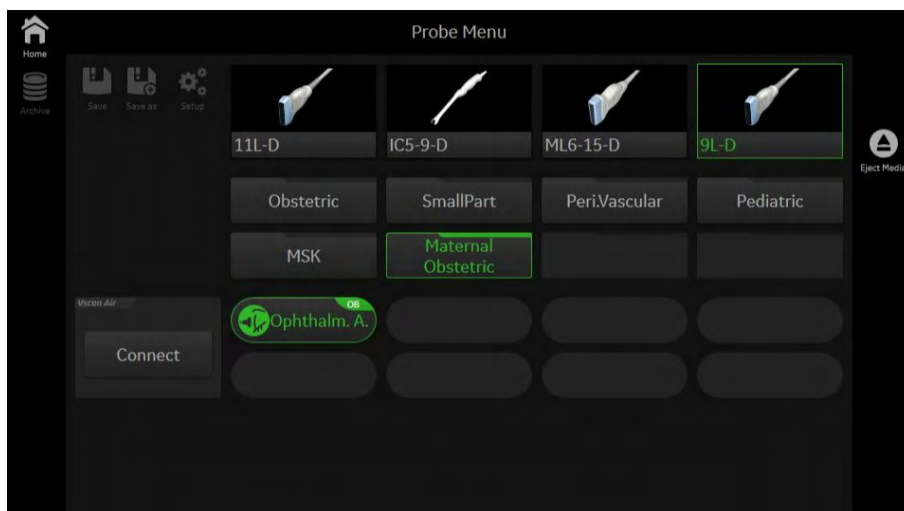 Probe Menu
Home
Archive
Save
Save as
Setup
11L-D
IC5-9-D
ML6-15-D
9L-D
Eject Media
Obstetric
SmallPart
Peri.Vascular
Pediatric
MSK
Maternal
Obstetric
Vscan Air
Connect
OB
Ophthalm. A.